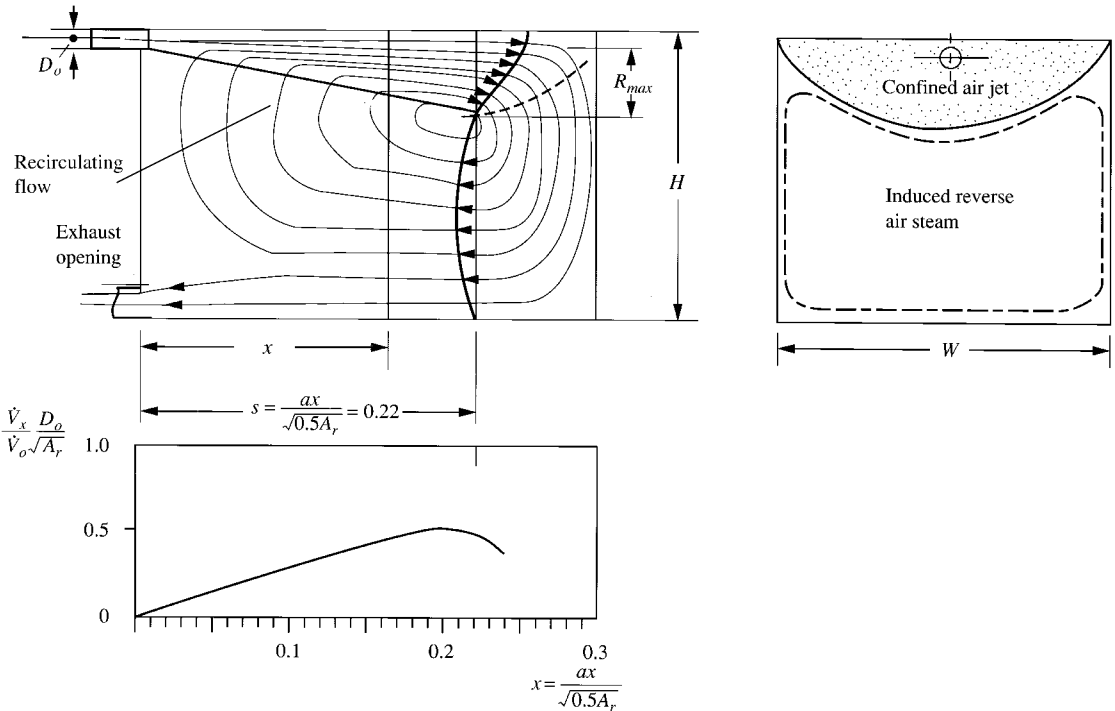 D_o
Recirculating
flow
Exhaust
opening
R_max
H
x
s = ax/√0.5A_r = 0.22
Confined air jet
Induced reverse
air steam
W
V̇_x/V̇_o D_o/√A_r
1.0
0.5
0
0.1
0.2
0.3
x = ax/√0.5A_r